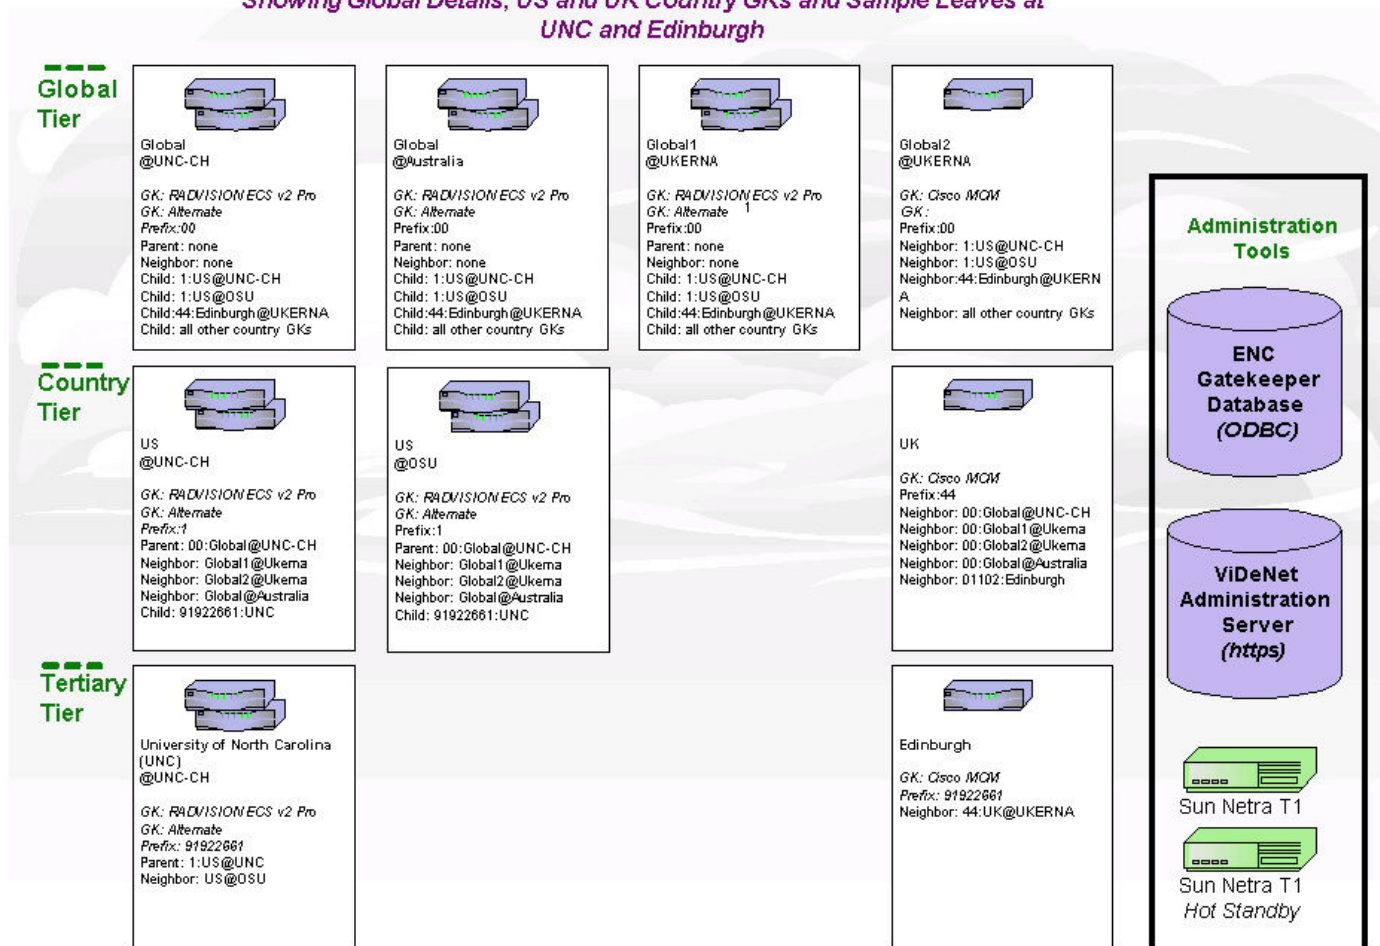 Showing Global Details, US and UK Country GKs and Sample Leaves at
UNC and Edinburgh
Global
Tier
Global
@UNC-CH
GK: RADVISION ECS v2 Pro
GK: Alternate
Prefix:00
Parent: none
Neighbor: none
Child: 1:US@UNC-CH
Child: 1:US@OSU
Child:44:Edinburgh@UKERNA
Child: all other country GKs
Global
@Australia
GK: RADVISION ECS v2 Pro
GK: Alternate
Prefix:00
Parent: none
Neighbor: none
Child: 1:US@UNC-CH
Child: 1:US@OSU
Child:44:Edinburgh@UKERNA
Child: all other country GKs
Global1
@UKERNA
GK: RADVISION ECS v2 Pro
GK: Alternate 1
Prefix:00
Parent: none
Neighbor: none
Child: 1:US@UNC-CH
Child: 1:US@OSU
Child:44:Edinburgh@UKERNA
Child: all other country GKs
Global2
@UKERNA
GK: Cisco MCM
GK:
Prefix:00
Neighbor: 1:US@UNC-CH
Neighbor: 1:US@OSU
Neighbor:44:Edinburgh@UKERN
A
Neighbor: all other country GKs
Country
Tier
US
@UNC-CH
GK: RADVISION ECS v2 Pro
GK: Alternate
Prefix:1
Parent: 00:Global@UNC-CH
Neighbor: Global1@Ukerna
Neighbor: Global2@Ukerna
Neighbor: Global@Australia
Child: 91922661:UNC
US
@OSU
GK: RADVISION ECS v2 Pro
GK: Alternate
Prefix:1
Parent: 00:Global@UNC-CH
Neighbor: Global1@Ukerna
Neighbor: Global2@Ukerna
Neighbor: Global@Australia
Child: 91922661:UNC
UK
GK: Cisco MCM
Prefix:44
Neighbor: 00:Global@UNC-CH
Neighbor: 00:Global1@Ukerna
Neighbor: 00:Global2@Ukerna
Neighbor: 00:Global@Australia
Neighbor: 01102:Edinburgh
Tertiary
Tier
University of North Carolina
(UNC)
@UNC-CH
GK: RADVISION ECS v2 Pro
GK: Alternate
Prefix: 91922661
Parent: 1:US@UNC
Neighbor: US@OSU
Edinburgh
GK: Cisco MCM
Prefix: 91922661
Neighbor: 44:UK@UKERNA
Administration
Tools
ENC
Gatekeeper
Database
(ODBC)
ViDeNet
Administration
Server
(https)
Sun Netra T1
Sun Netra T1
Hot Standby